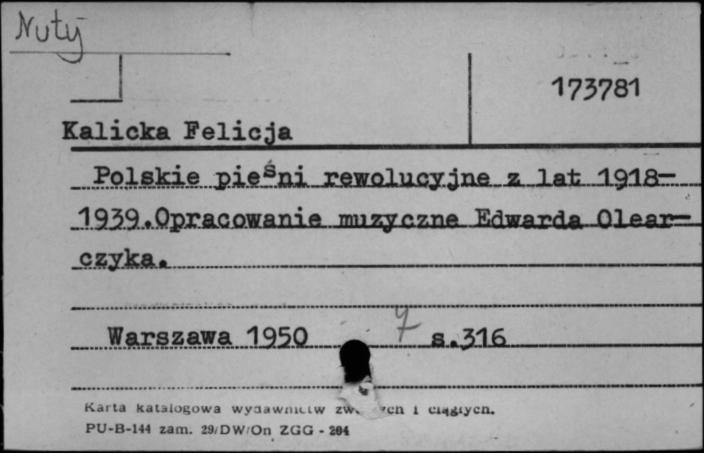 Nuty
173781
Kalicka Felicja
Polskie pieśni rewolucyjne z lat 1918-
1939.Opracowanie muzyczne Edwarda Olear-
czyka.
Warszawa 1950 s.316
Karta katalogowa wydawnictw i ciągłych.
PU-B-144 zam. 29/DW/On ZGG - 204